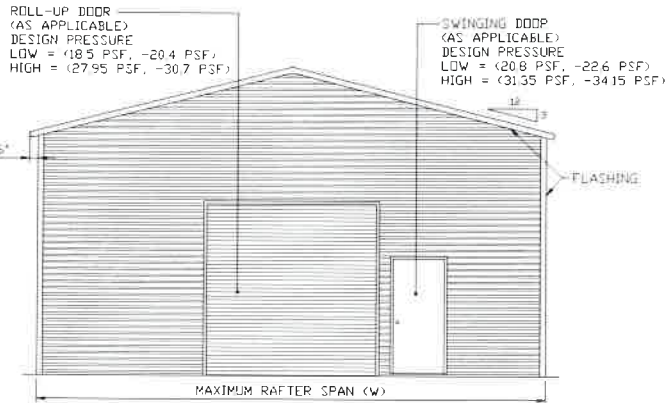 ROLL-UP DOOR
(AS APPLICABLE)
DESIGN PRESSURE
LOW = (18.5 PSF, -20.4 PSF)
HIGH = (27.95 PSF, -30.7 PSF)
SWINGING DOOR
(AS APPLICABLE)
DESIGN PRESSURE
LOW = (20.8 PSF, -22.6 PSF)
HIGH = (31.35 PSF, -34.15 PSF)
12
3
6"
FLASHING
MAXIMUM RAFTER SPAN (W)